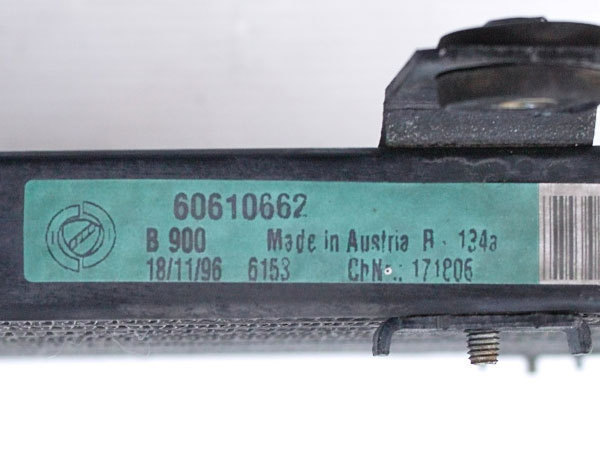 60610662
B 900 Made in Austria R - 134a
18/11/96 6153 ChNr.: 171806